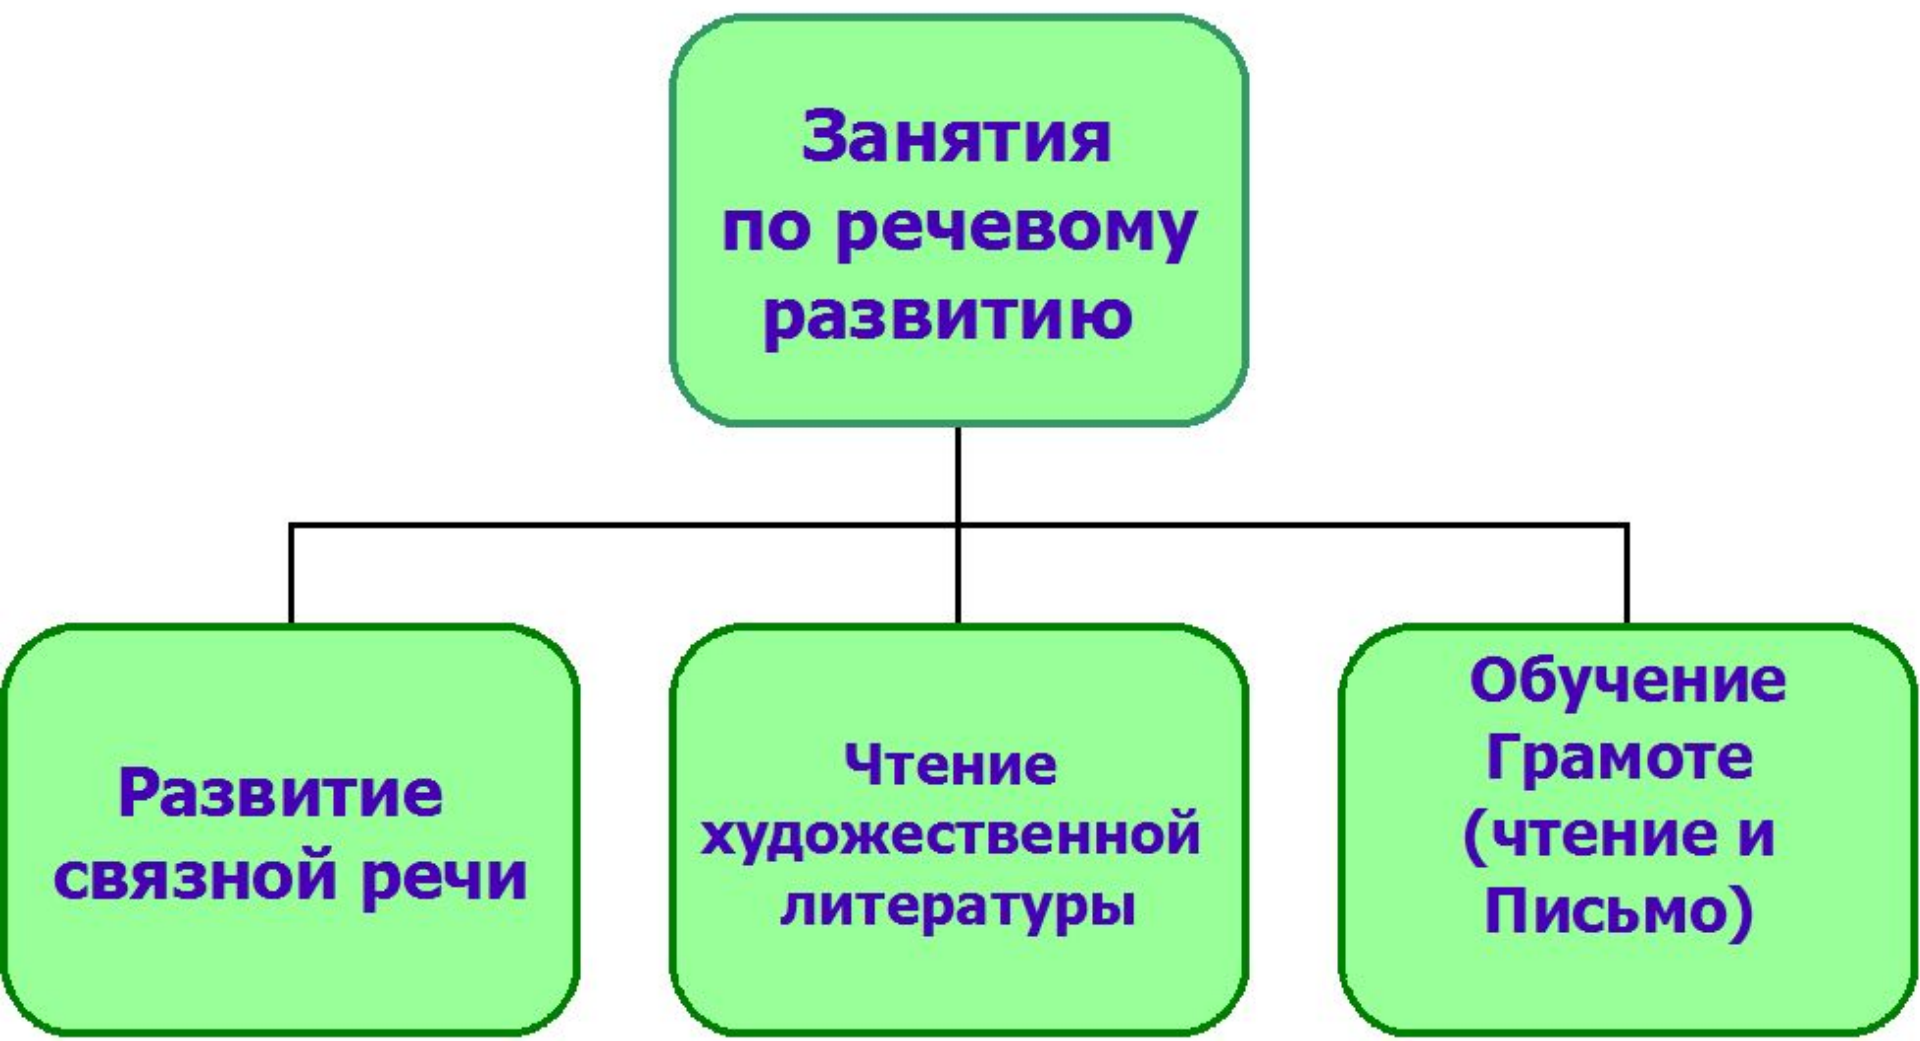 Занятия
по речевому
развитию
Развитие
связной речи
Чтение
художественной
литературы
Обучение
Грамоте
(чтение и
Письмо)